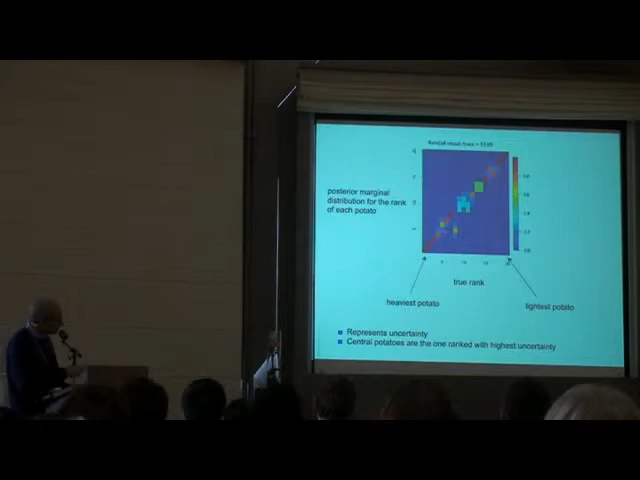 posterior marginal
distribution for the rank
of each potato
true rank
heaviest potato
lightest potato
Represents uncertainty
Central potatoes are the one ranked with highest uncertainty